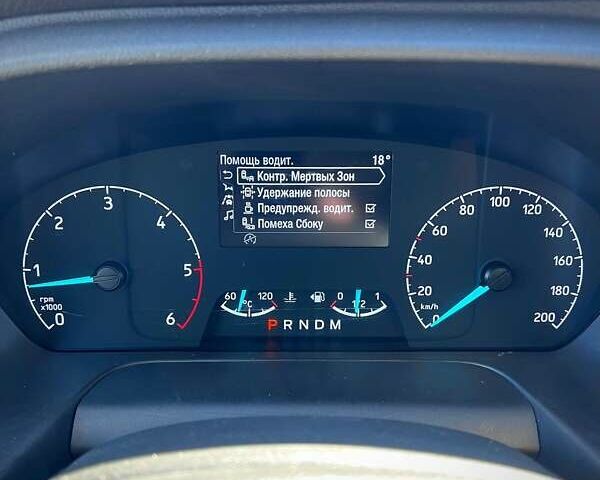 Помощь водит. 18°
Контр. Мертвых Зон
Удержание полосы
Предупрежд. водит.
Помеха Сбоку
0 1 2 3 4 5 6
rpm
x1000
60 °C 120
0 1/2 1
P R N D M
0 20 40 60 80 100 120 140 160 180 200
km/h